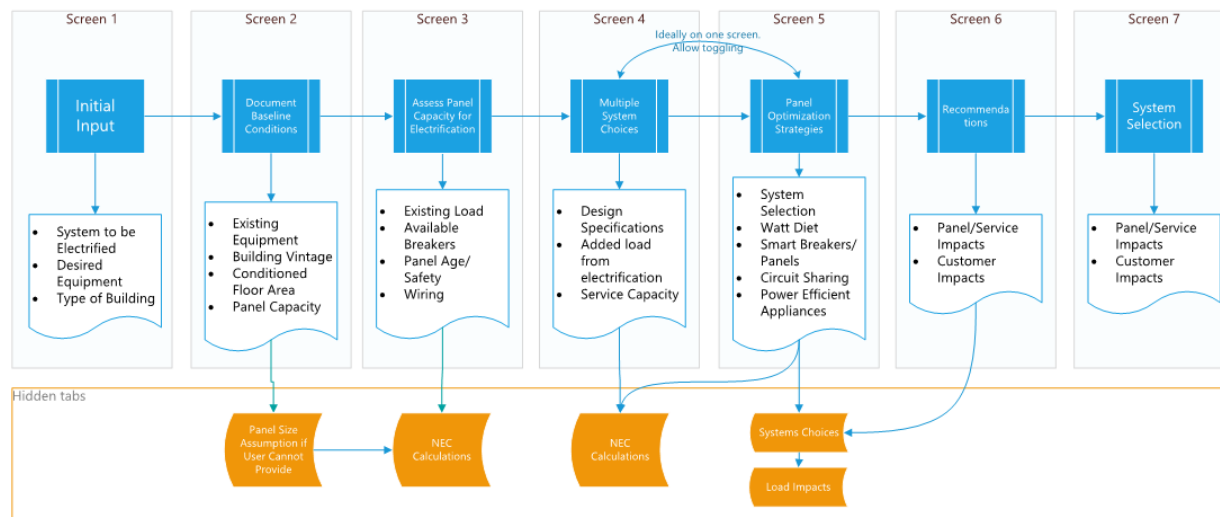 Screen 1
Screen 2
Screen 3
Screen 4
Screen 5
Screen 6
Screen 7
Ideally on one screen.
Allow toggling
Initial
Input
Document
Baseline
Conditions
Assess Panel
Capacity for
Electrification
Multiple
System
Choices
Panel
Optimization
Strategies
Recommenda
tions
System
Selection
• System to be
Electrified
• Desired
Equipment
• Type of Building
• Existing
Equipment
• Building Vintage
• Conditioned
Floor Area
• Panel Capacity
• Existing Load
• Available
Breakers
• Panel Age/
Safety
• Wiring
• Design
Specifications
• Added load
from
electrification
• Service Capacity
• System
Selection
• Watt Diet
• Smart Breakers/
Panels
• Circuit Sharing
• Power Efficient
Appliances
• Panel/Service
Impacts
• Customer
Impacts
• Panel/Service
Impacts
• Customer
Impacts
Hidden tabs
Panel Size
Assumption if
User Cannot
Provide
NEC
Calculations
NEC
Calculations
Systems Choices
Load Impacts